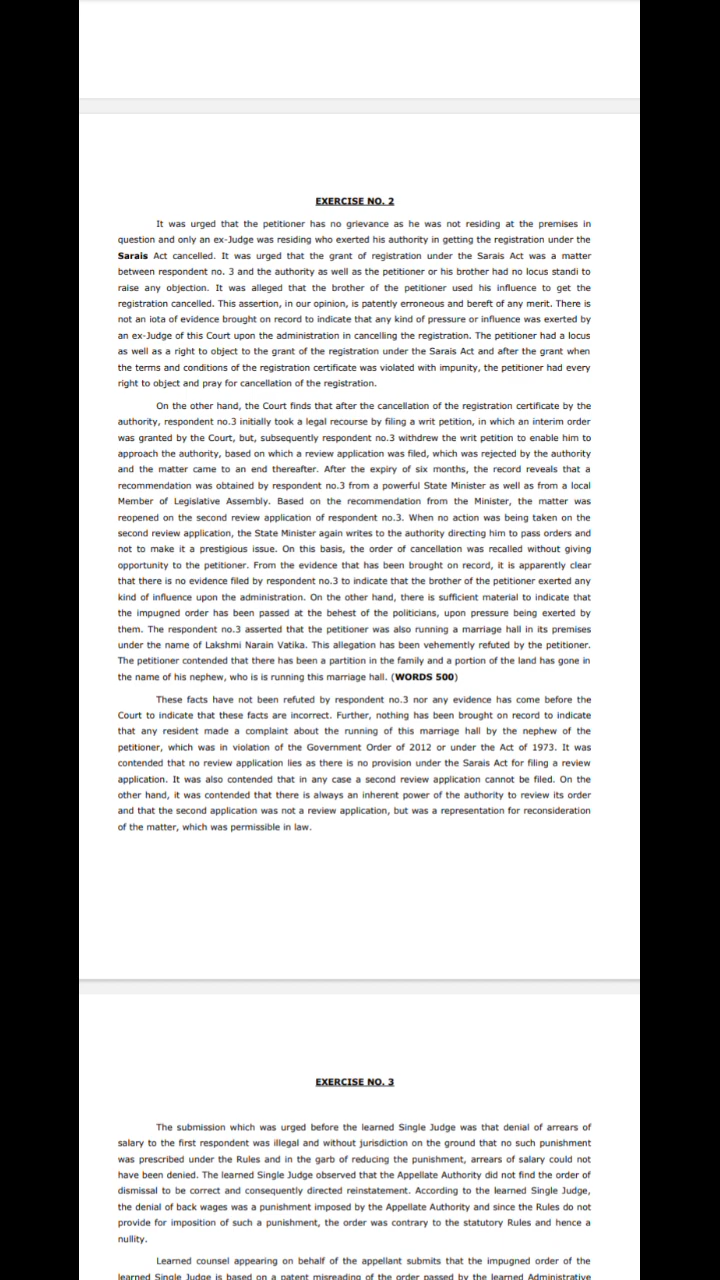 EXERCISE NO. 2
It was urged that the petitioner has no grievance as he was not residing at the premises in
question and only an ex-Judge was residing who exerted his authority in getting the registration under the
Sarais Act cancelled. It was urged that the grant of registration under the Sarais Act was a matter
between respondent no. 3 and the authority as well as the petitioner or his brother had no locus standi to
raise any objection. It was alleged that the brother of the petitioner used his influence to get the
registration cancelled. This assertion, in our opinion, is patently erroneous and bereft of any merit. There is
not an iota of evidence brought on record to indicate that any kind of pressure or influence was exerted by
an ex-Judge of this Court upon the administration in cancelling the registration. The petitioner had a locus
as well as a right to object to the grant of the registration under the Sarais Act and after the grant when
the terms and conditions of the registration certificate was violated with impunity, the petitioner had every
right to object and pray for cancellation of the registration.
On the other hand, the Court finds that after the cancellation of the registration certificate by the
authority, respondent no.3 initially took a legal recourse by filing a writ petition, in which an interim order
was granted by the Court, but, subsequently respondent no.3 withdrew the writ petition to enable him to
approach the authority, based on which a review application was filed, which was rejected by the authority
and the matter came to an end thereafter. After the expiry of six months, the record reveals that a
recommendation was obtained by respondent no.3 from a powerful State Minister as well as from a local
Member of Legislative Assembly. Based on the recommendation from the Minister, the matter was
reopened on the second review application of respondent no.3. When no action was being taken on the
second review application, the State Minister again writes to the authority directing him to pass orders and
not to make it a prestigious issue. On this basis, the order of cancellation was recalled without giving
opportunity to the petitioner. From the evidence that has been brought on record, it is apparently clear
that there is no evidence filed by respondent no.3 to indicate that the brother of the petitioner exerted any
kind of influence upon the administration. On the other hand, there is sufficient material to indicate that
the impugned order has been passed at the behest of the politicians, upon pressure being exerted by
them. The respondent no.3 asserted that the petitioner was also running a marriage hall in its premises
under the name of Lakshmi Narain Vatika. This allegation has been vehemently refuted by the petitioner.
The petitioner contended that there has been a partition in the family and a portion of the land has gone in
the name of his nephew, who is is running this marriage hall. (WORDS 500)
These facts have not been refuted by respondent no.3 nor any evidence has come before the
Court to indicate that these facts are incorrect. Further, nothing has been brought on record to indicate
that any resident made a complaint about the running of this marriage hall by the nephew of the
petitioner, which was in violation of the Government Order of 2012 or under the Act of 1973. It was
contended that no review application lies as there is no provision under the Sarais Act for filing a review
application. It was also contended that in any case a second review application cannot be filed. On the
other hand, it was contended that there is always an inherent power of the authority to review its order
and that the second application was not a review application, but was a representation for reconsideration
of the matter, which was permissible in law.
EXERCISE NO. 3
The submission which was urged before the learned Single Judge was that denial of arrears of
salary to the first respondent was illegal and without jurisdiction on the ground that no such punishment
was prescribed under the Rules and in the garb of reducing the punishment, arrears of salary could not
have been denied. The learned Single Judge observed that the Appellate Authority did not find the order of
dismissal to be correct and consequently directed reinstatement. According to the learned Single Judge,
the denial of back wages was a punishment imposed by the Appellate Authority and since the Rules do not
provide for imposition of such a punishment, the order was contrary to the statutory Rules and hence a
nullity.
Learned counsel appearing on behalf of the appellant submits that the impugned order of the
learned Single Judge is based on a patent misreading of the order passed by the learned Administrative